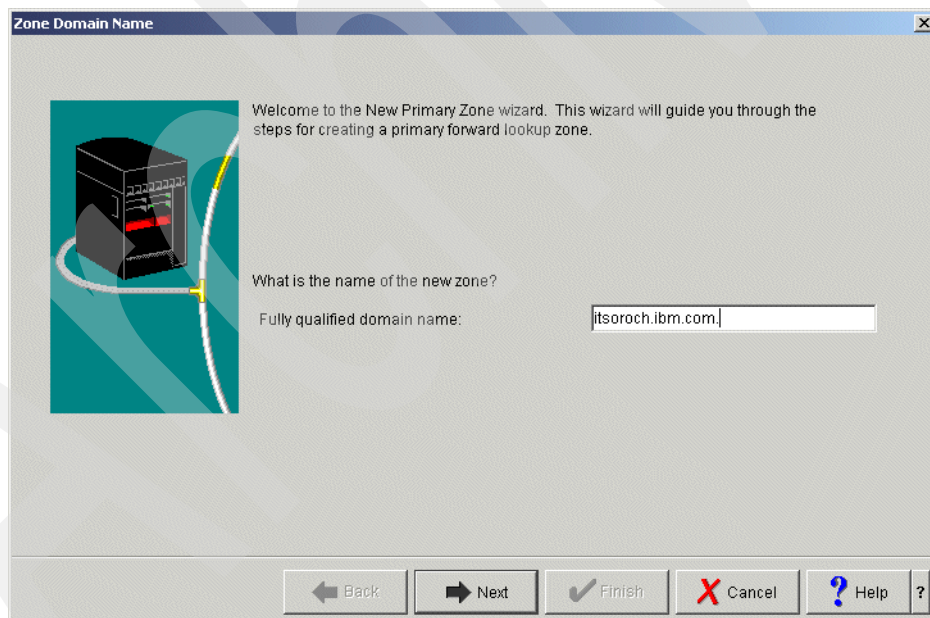 Zone Domain Name
Welcome to the New Primary Zone wizard. This wizard will guide you through the
steps for creating a primary forward lookup zone.
What is the name of the new zone?
Fully qualified domain name:
itsoroch.ibm.com.
Back
Next
Finish
Cancel
? Help
?